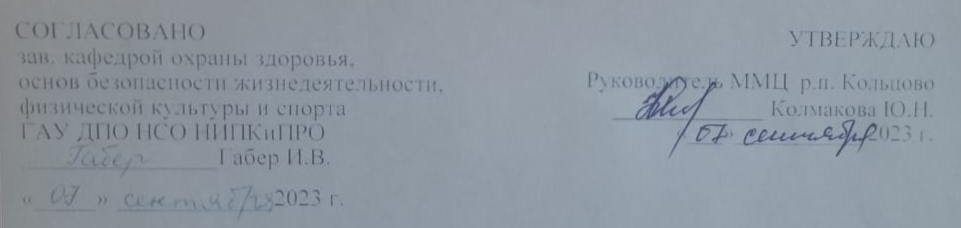 СОГЛАСОВАНО
зав. кафедрой охраны здоровья,
основ безопасности жизнедеятельности,
физической культуры и спорта
ГАУ ДПО НСО НИПКиПРО
Габер Габер И.В.
« 07 » сентября 2023 г.
УТВЕРЖДАЮ
Руководитель ММЦ р.п. Кольцово
Колмакова Ю.Н.
« 07 » сентября 2023 г.